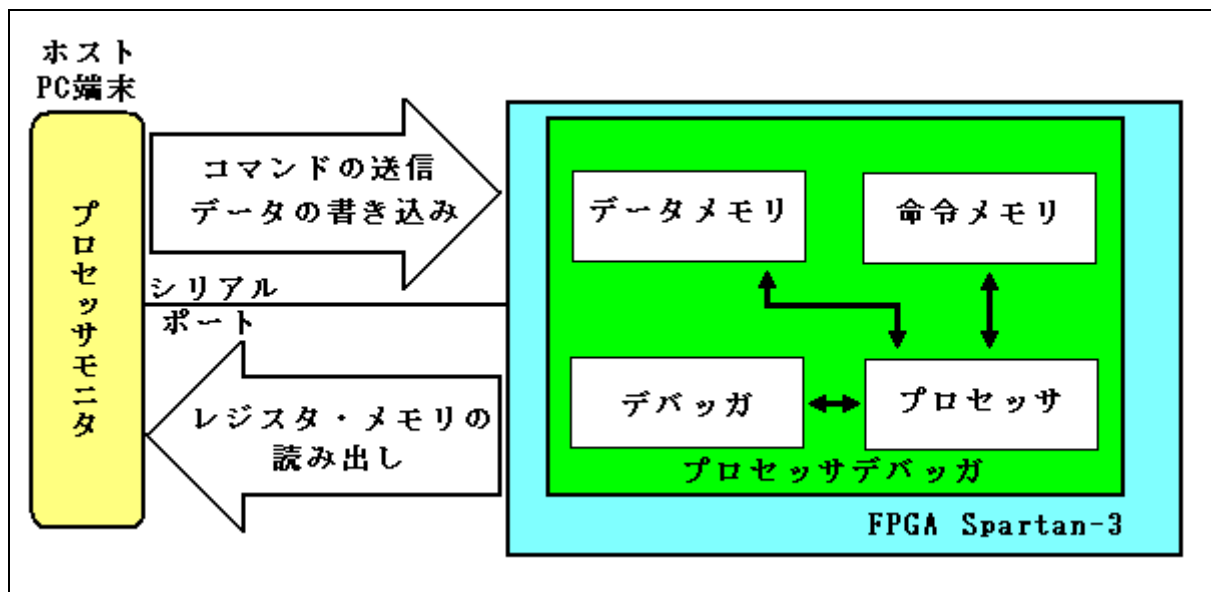 ホスト
PC端末
プロセッサモニタ
コマンドの送信
データの書き込み
シリアル
ポート
レジスタ・メモリの
読み出し
データメモリ
命令メモリ
デバッガ
プロセッサ
プロセッサデバッガ
FPGA Spartan-3